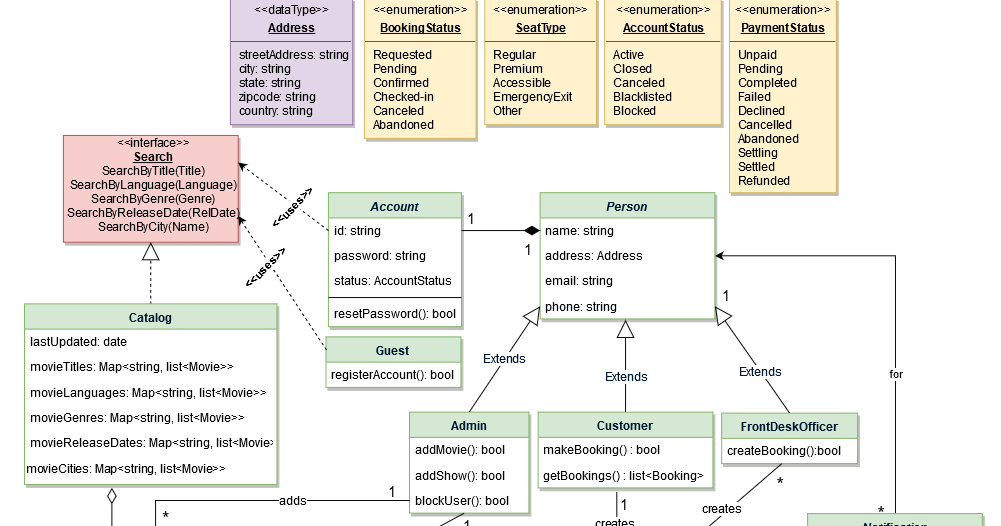 <<dataType>>
Address
streetAddress: string
city: string
state: string
zipcode: string
country: string
<<enumeration>>
BookingStatus
Requested
Pending
Confirmed
Checked-in
Canceled
Abandoned
<<enumeration>>
SeatType
Regular
Premium
Accessible
EmergencyExit
Other
<<enumeration>>
AccountStatus
Active
Closed
Canceled
Blacklisted
Blocked
<<enumeration>>
PaymentStatus
Unpaid
Pending
Completed
Failed
Declined
Cancelled
Abandoned
Settling
Settled
Refunded
<<interface>>
Search
SearchByTitle(Title)
SearchByLanguage(Language)
SearchByGenre(Genre)
SearchByReleaseDate(RelDate)
SearchByCity(Name)
<<uses>>
<<uses>>
Account
id: string
password: string
status: AccountStatus
resetPassword(): bool
1
1
Person
name: string
address: Address
email: string
phone: string
1
Guest
registerAccount(): bool
Catalog
lastUpdated: date
movieTitles: Map<string, list<Movie>>
movieLanguages: Map<string, list<Movie>>
movieGenres: Map<string, list<Movie>>
movieReleaseDates: Map<string, list<Movie>
movieCities: Map<string, list<Movie>>
Extends
Extends
Extends
for
Admin
addMovie(): bool
addShow(): bool
blockUser(): bool
Customer
makeBooking() : bool
getBookings() : list<Booking>
FrontDeskOfficer
createBooking():bool
adds
1
*
1
1
creates
creates
*
*
Notification